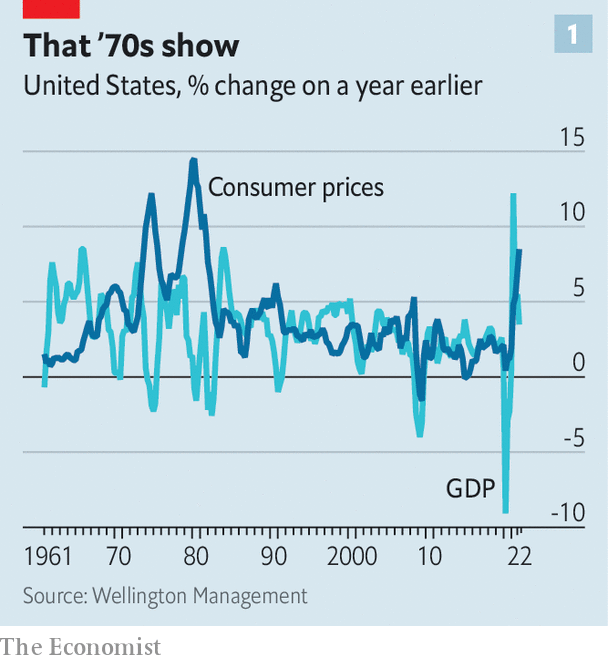 That ’70s show
1
United States, % change on a year earlier
15
Consumer prices
10
5
0
-5
GDP
-10
1961 70 80 90 2000 10 22
Source: Wellington Management
The Economist